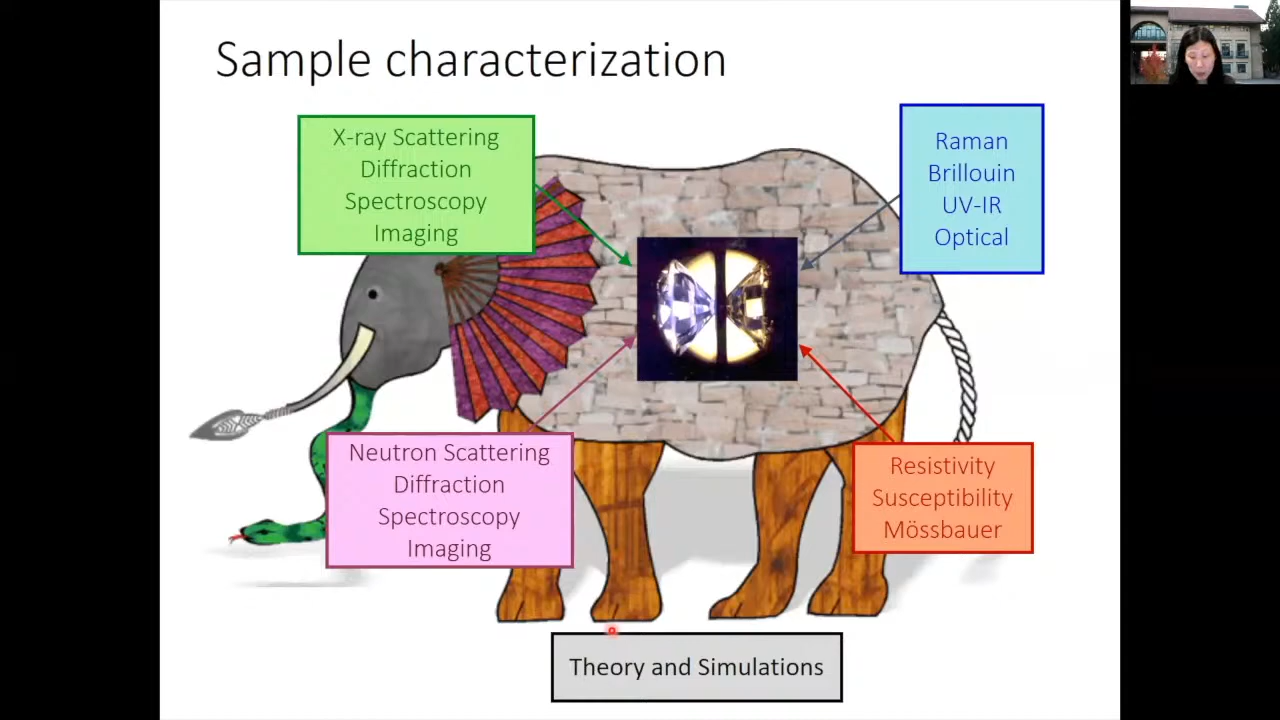 Sample characterization
X-ray Scattering
Diffraction
Spectroscopy
Imaging
Raman
Brillouin
UV-IR
Optical
Neutron Scattering
Diffraction
Spectroscopy
Imaging
Resistivity
Susceptibility
Mössbauer
Theory and Simulations